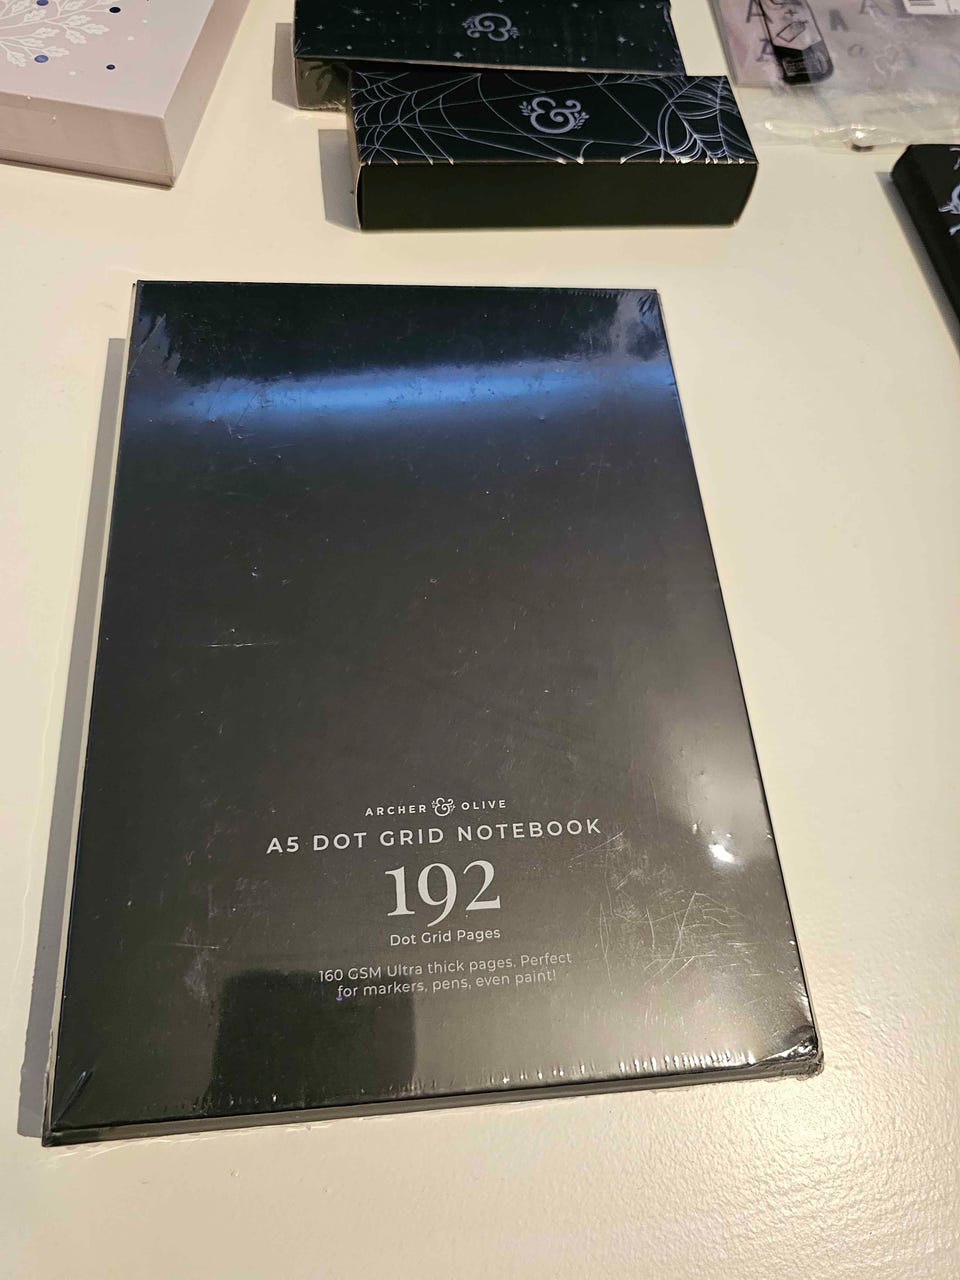 &
&
ARCHER & OLIVE
A5 DOT GRID NOTEBOOK
192
Dot Grid Pages
160 GSM Ultra thick pages. Perfect
for markers, pens, even paint!